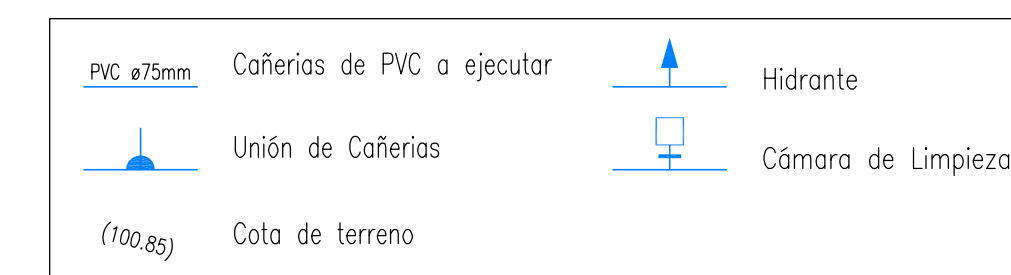 PVC ø75mm
Cañerias de PVC a ejecutar
Unión de Cañerias
(100.85)
Cota de terreno
Hidrante
Cámara de Limpieza